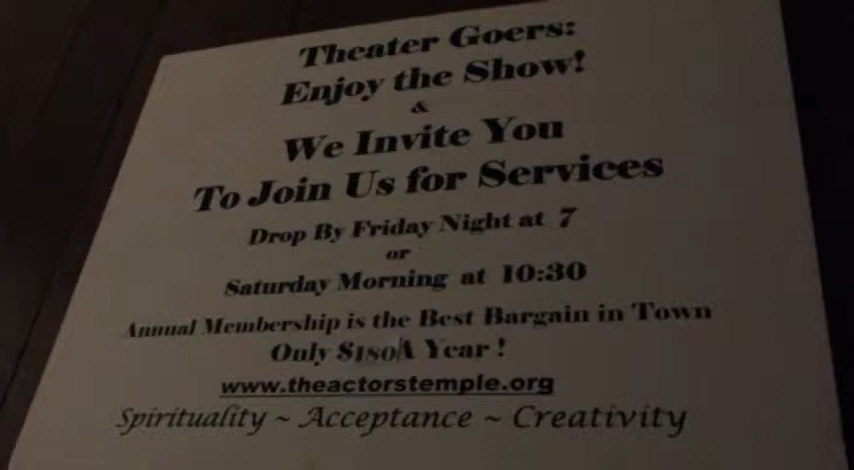 Theater Goers:
Enjoy the Show!
&
We Invite You
To Join Us for Services
Drop By Friday Night at 7
or
Saturday Morning at 10:30
Annual Membership is the Best Bargain in Town
Only $180 A Year !
www.theactorstemple.org
Spirituality ~ Acceptance ~ Creativity